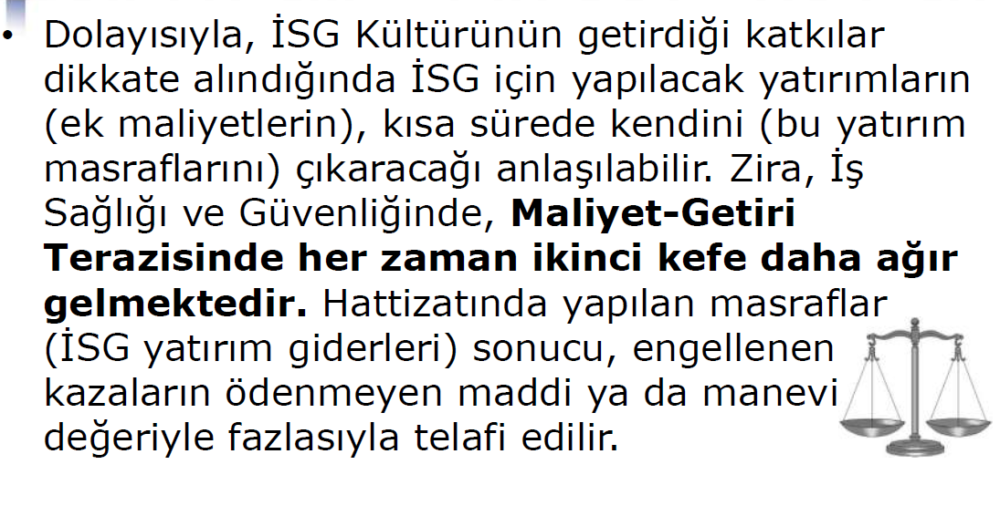 • Dolayısıyla, İSG Kültürünün getirdiği katkılar
dikkate alındığında İSG için yapılacak yatırımların
(ek maliyetlerin), kısa sürede kendini (bu yatırım
masraflarını) çıkaracağı anlaşılabilir. Zira, İş
Sağlığı ve Güvenliğinde, Maliyet-Getiri
Terazisinde her zaman ikinci kefe daha ağır
gelmektedir. Hattizatında yapılan masraflar
(İSG yatırım giderleri) sonucu, engellenen
kazaların ödenmeyen maddi ya da manevi
değeriyle fazlasıyla telafi edilir.